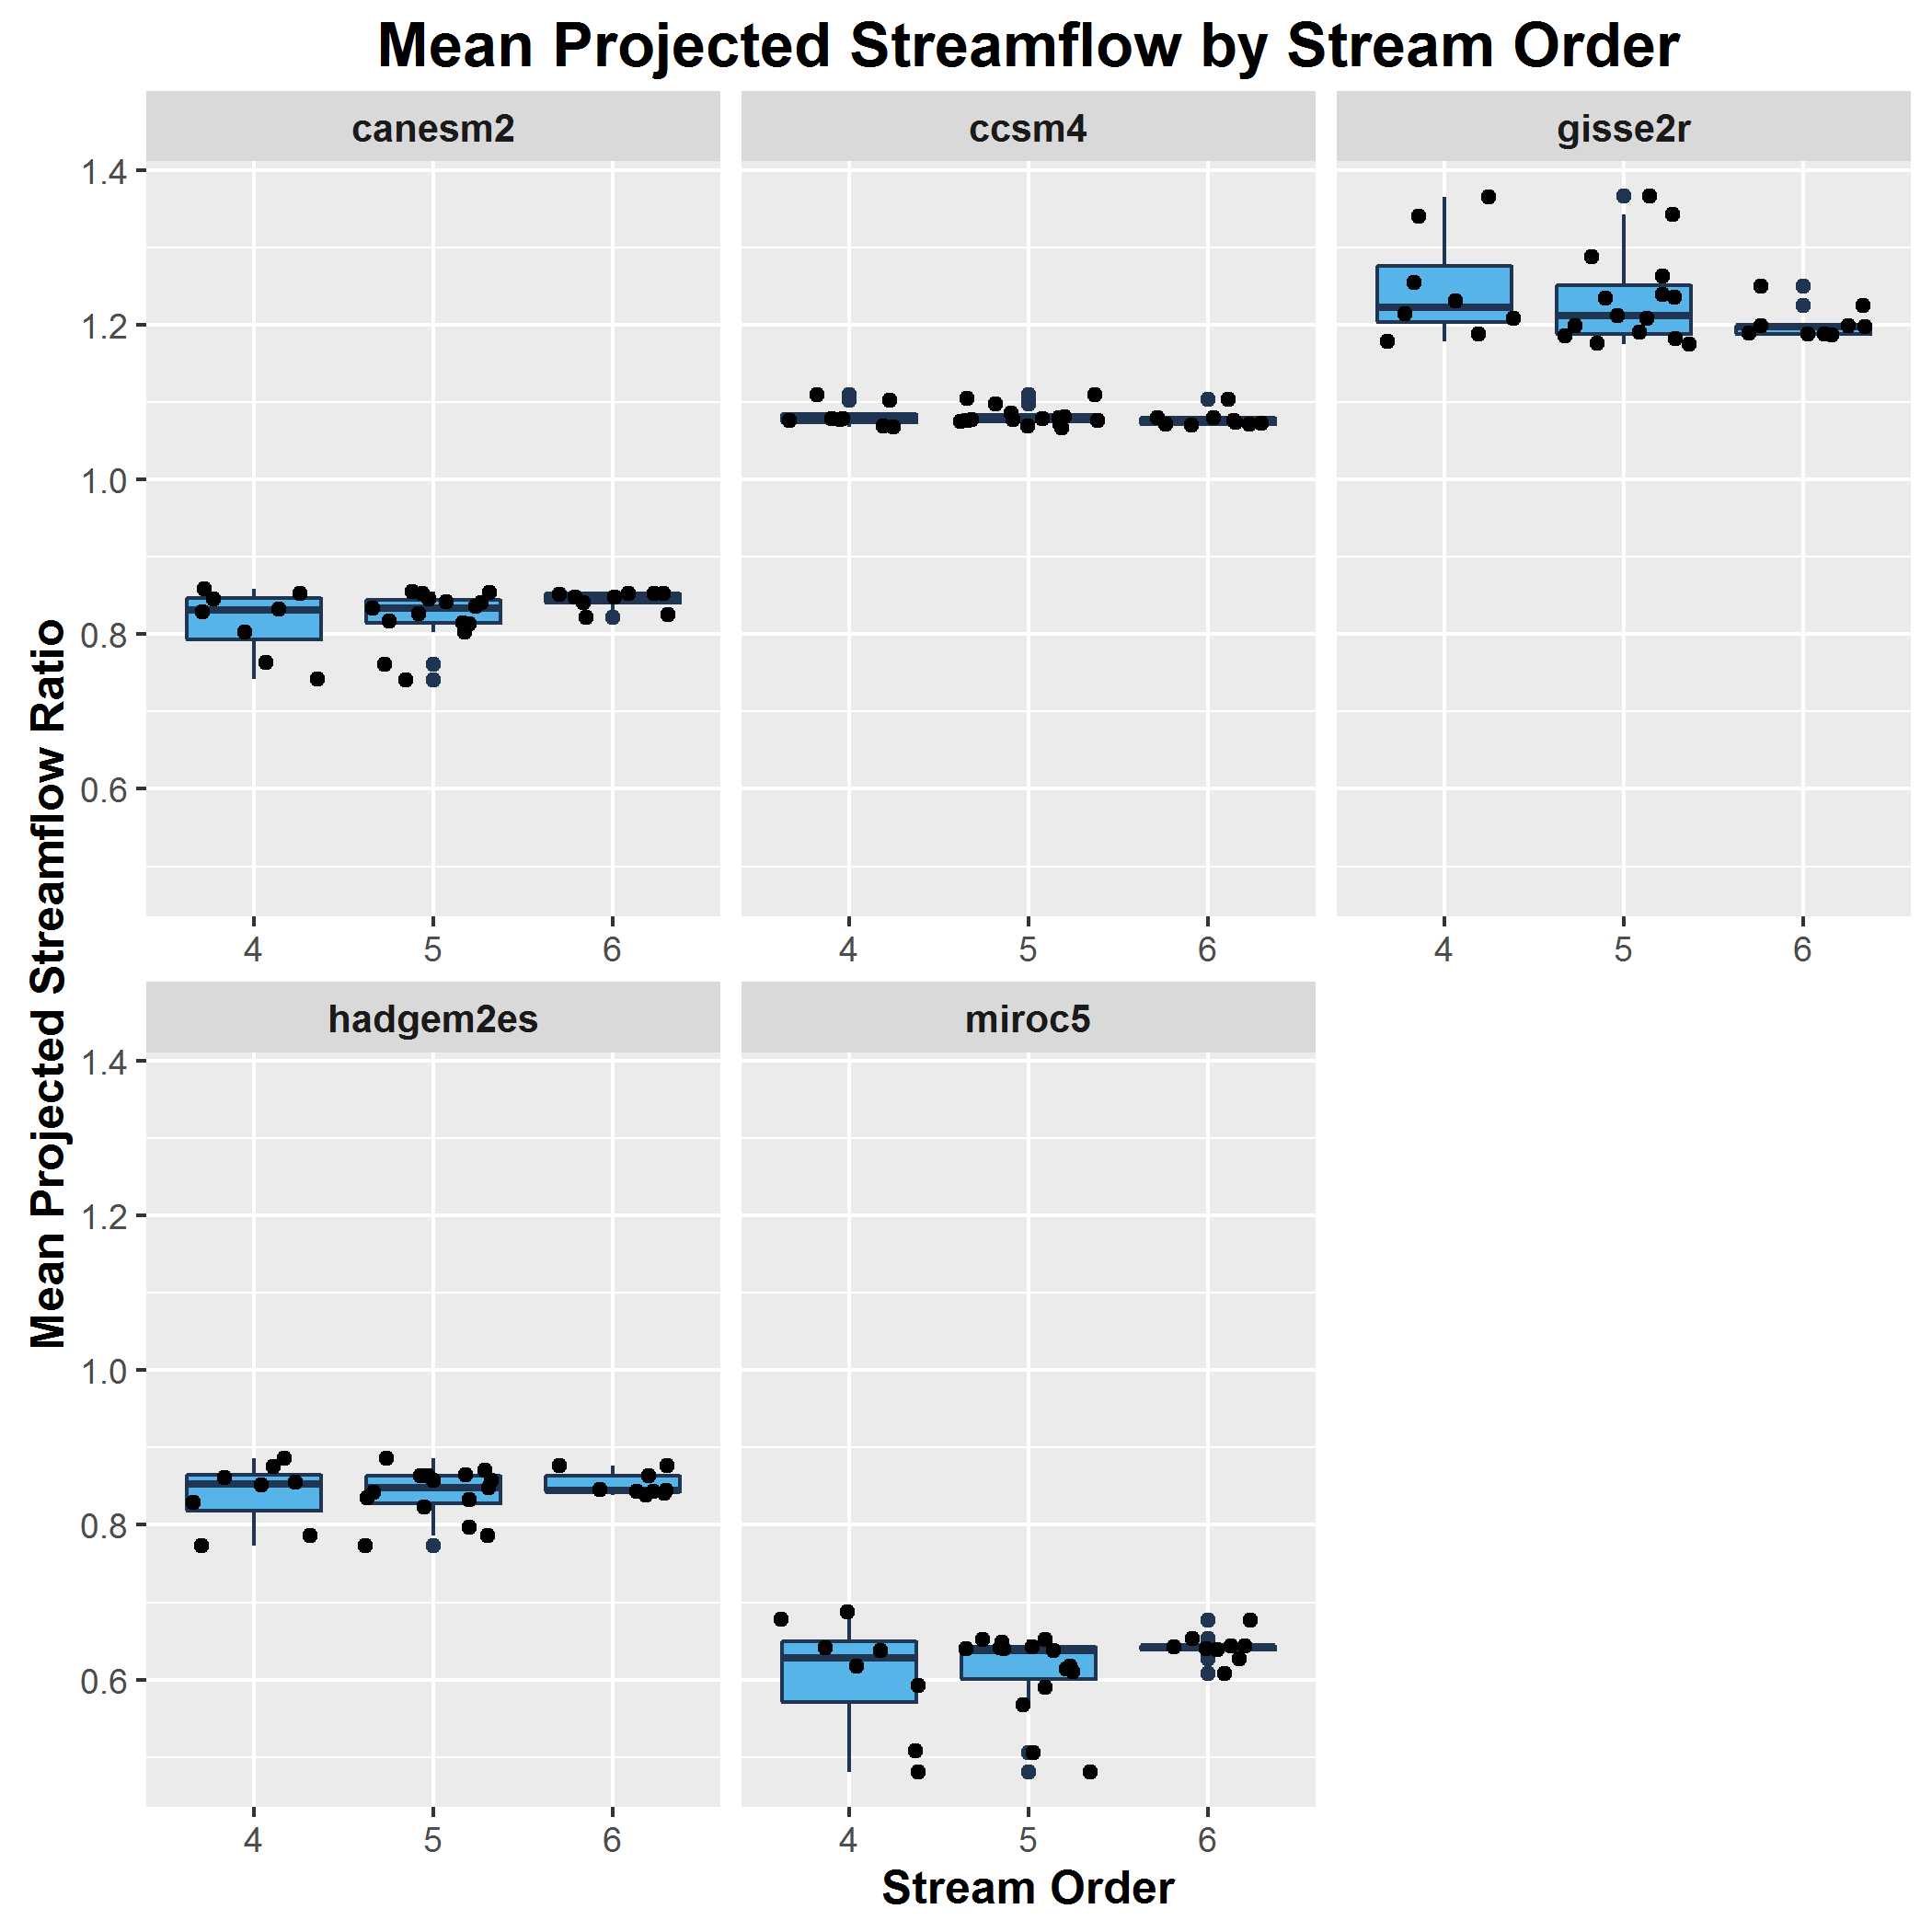 Mean Projected Streamflow by Stream Order
canesm2 ccsm4 gisse2r
1.4
1.2
1.0
0.8
0.6
4 5 6 4 5 6 4 5 6
Mean Projected Streamflow Ratio
hadgem2es miroc5
1.4
1.2
1.0
0.8
0.6
4 5 6 4 5 6
Stream Order